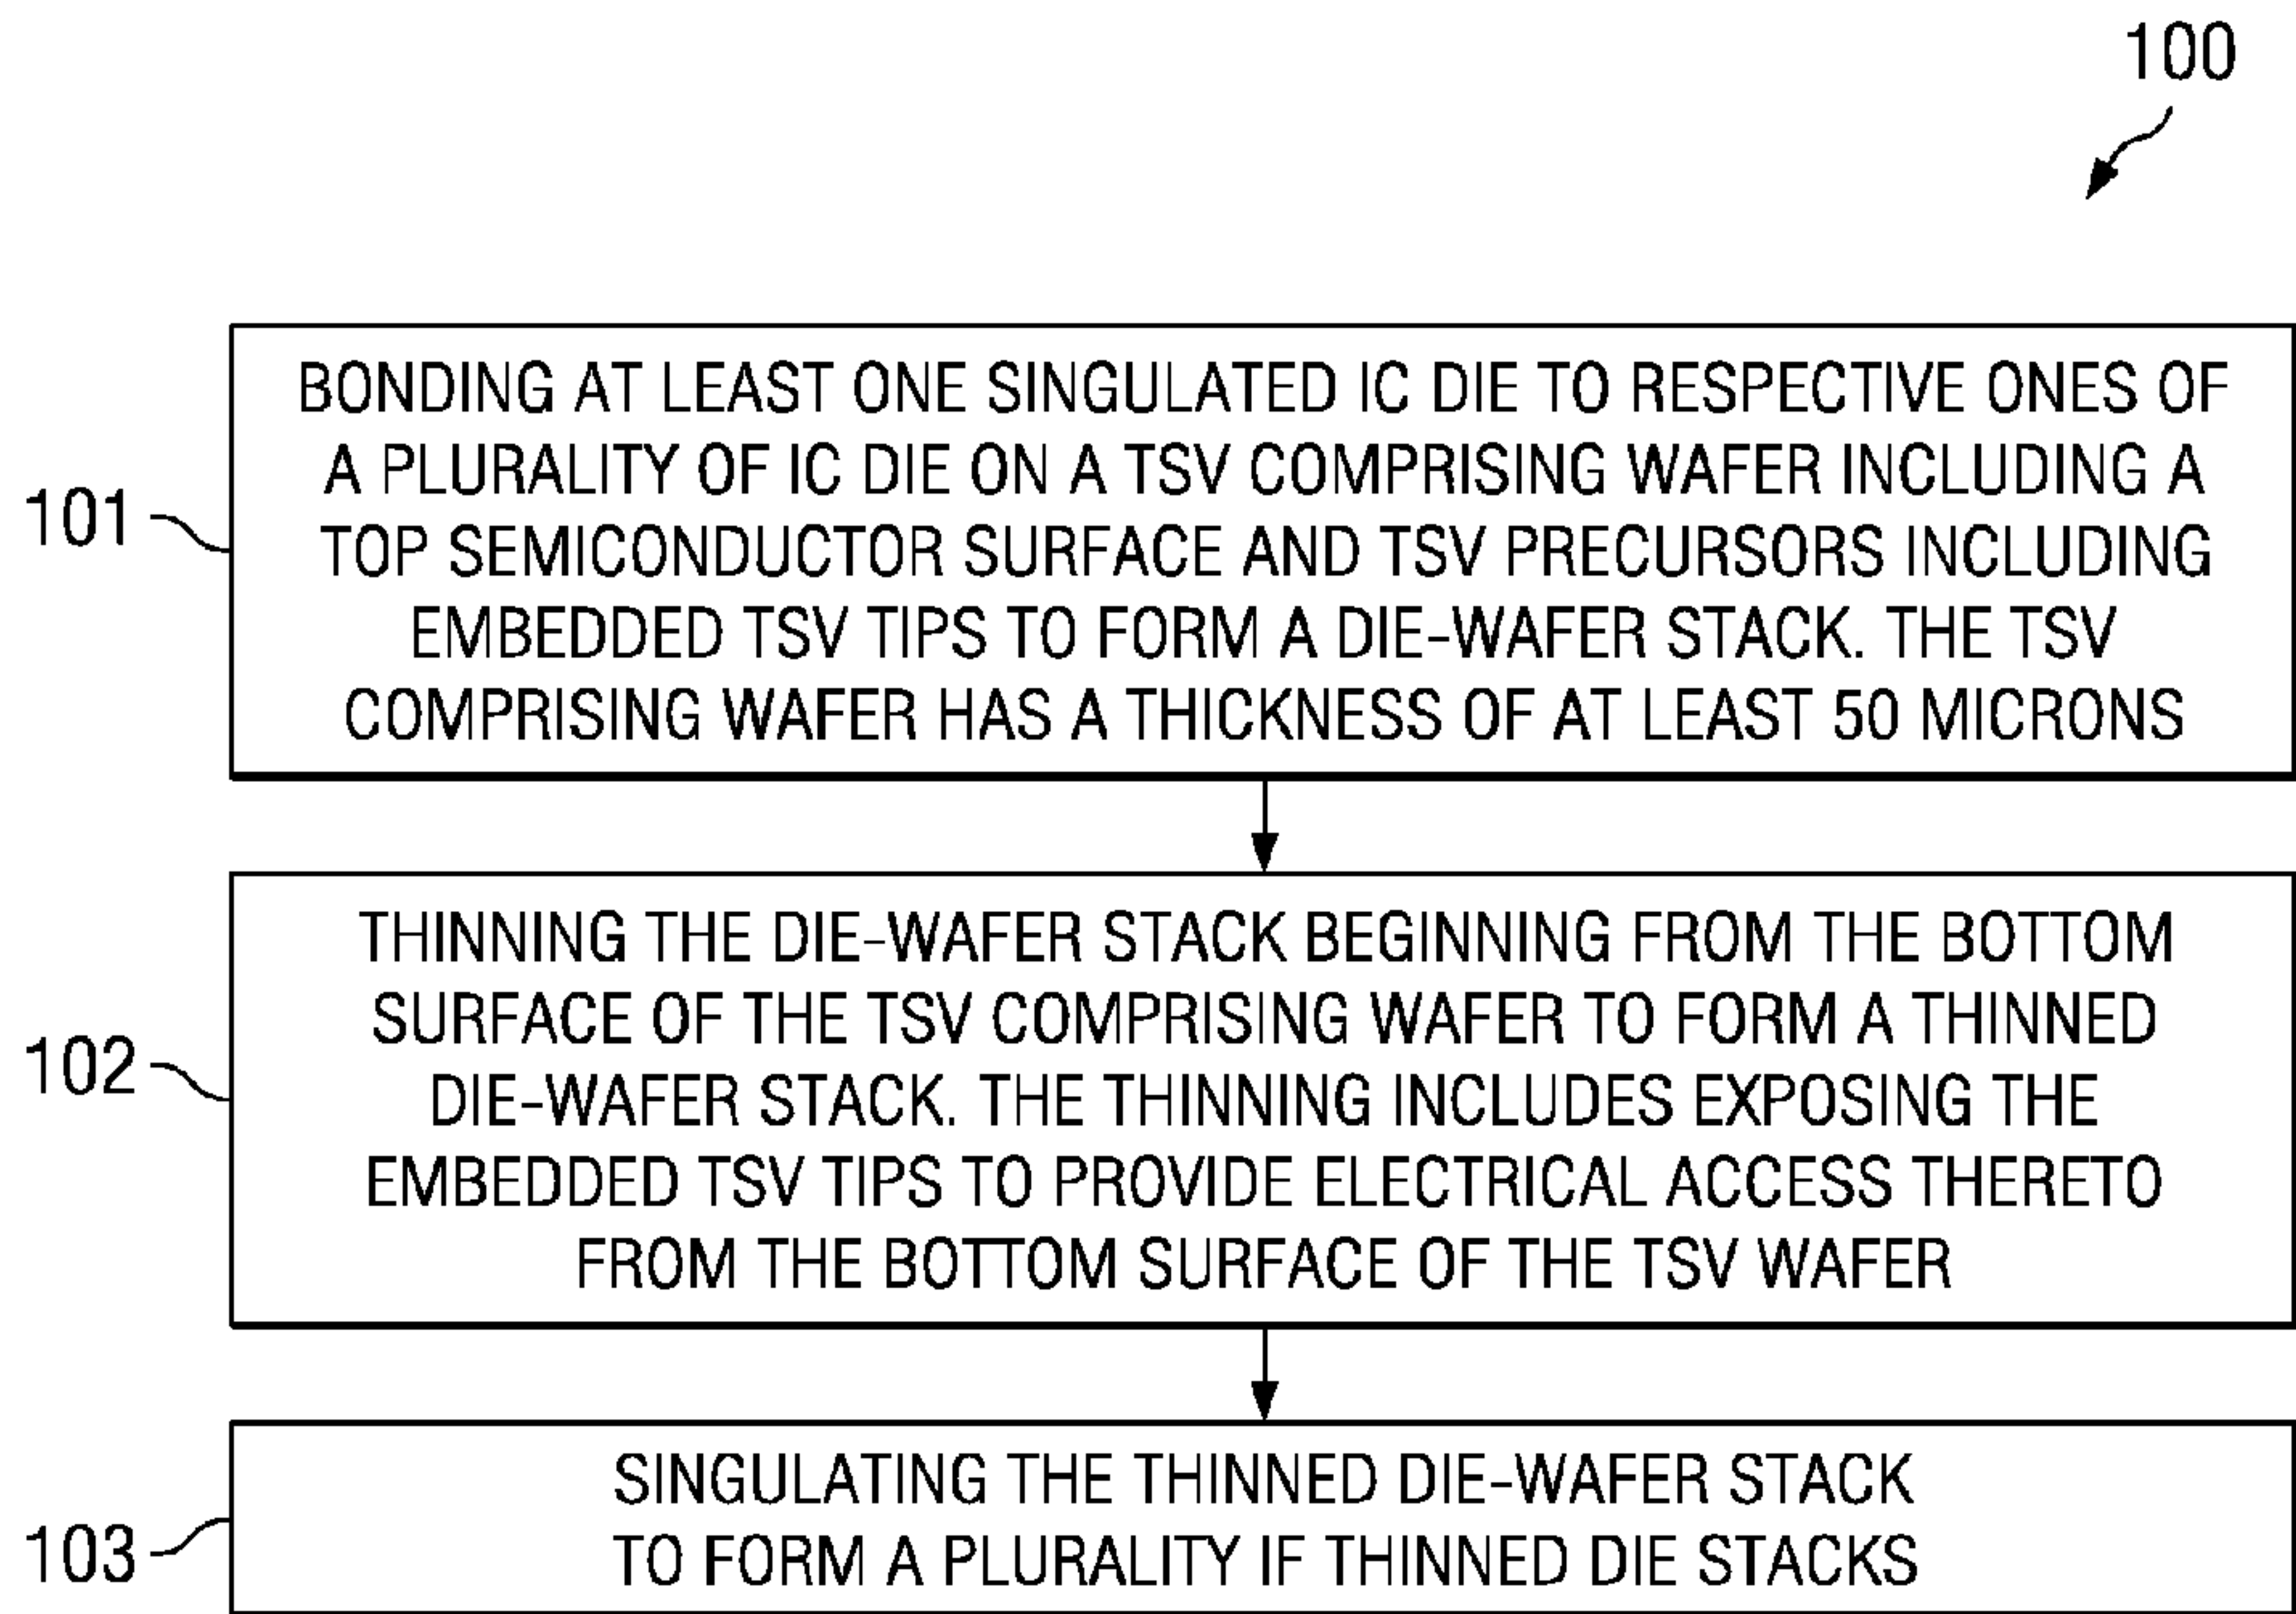 100
101
BONDING AT LEAST ONE SINGULATED IC DIE TO RESPECTIVE ONES OF
A PLURALITY OF IC DIE ON A TSV COMPRISING WAFER INCLUDING A
TOP SEMICONDUCTOR SURFACE AND TSV PRECURSORS INCLUDING
EMBEDDED TSV TIPS TO FORM A DIE-WAFER STACK. THE TSV
COMPRISING WAFER HAS A THICKNESS OF AT LEAST 50 MICRONS
102
THINNING THE DIE-WAFER STACK BEGINNING FROM THE BOTTOM
SURFACE OF THE TSV COMPRISING WAFER TO FORM A THINNED
DIE-WAFER STACK. THE THINNING INCLUDES EXPOSING THE
EMBEDDED TSV TIPS TO PROVIDE ELECTRICAL ACCESS THERETO
FROM THE BOTTOM SURFACE OF THE TSV WAFER
103
SINGULATING THE THINNED DIE-WAFER STACK
TO FORM A PLURALITY IF THINNED DIE STACKS